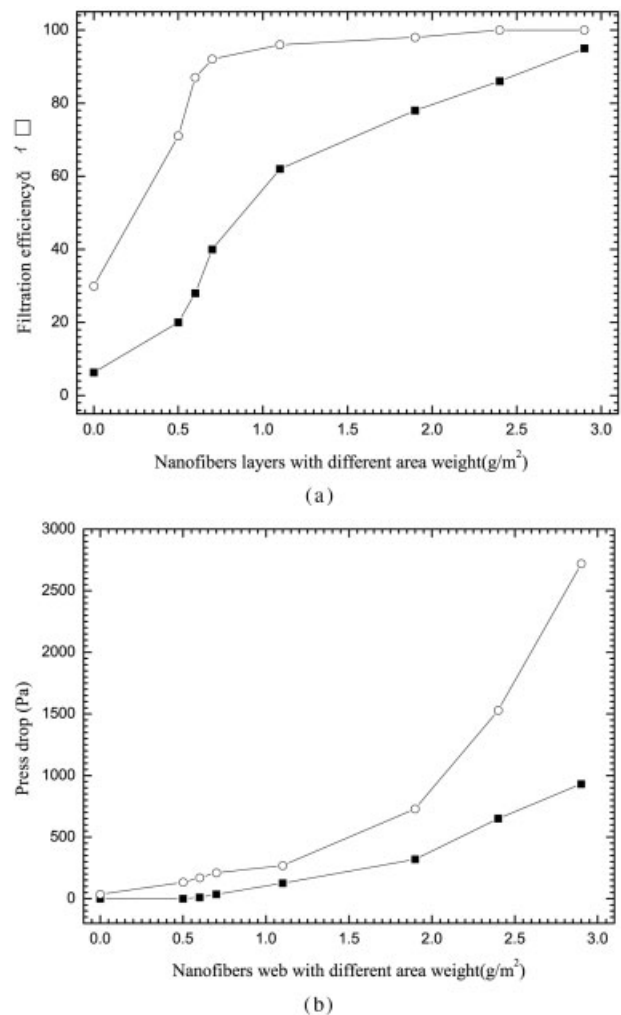 100
80
60
40
20
0
Filtration efficiency
0.0 0.5 1.0 1.5 2.0 2.5 3.0
Nanofibers layers with different area weight(g/m²)
(a)
3000
2500
2000
1500
1000
500
0
Press drop (Pa)
0.0 0.5 1.0 1.5 2.0 2.5 3.0
Nanofibers web with different area weight(g/m²)
(b)